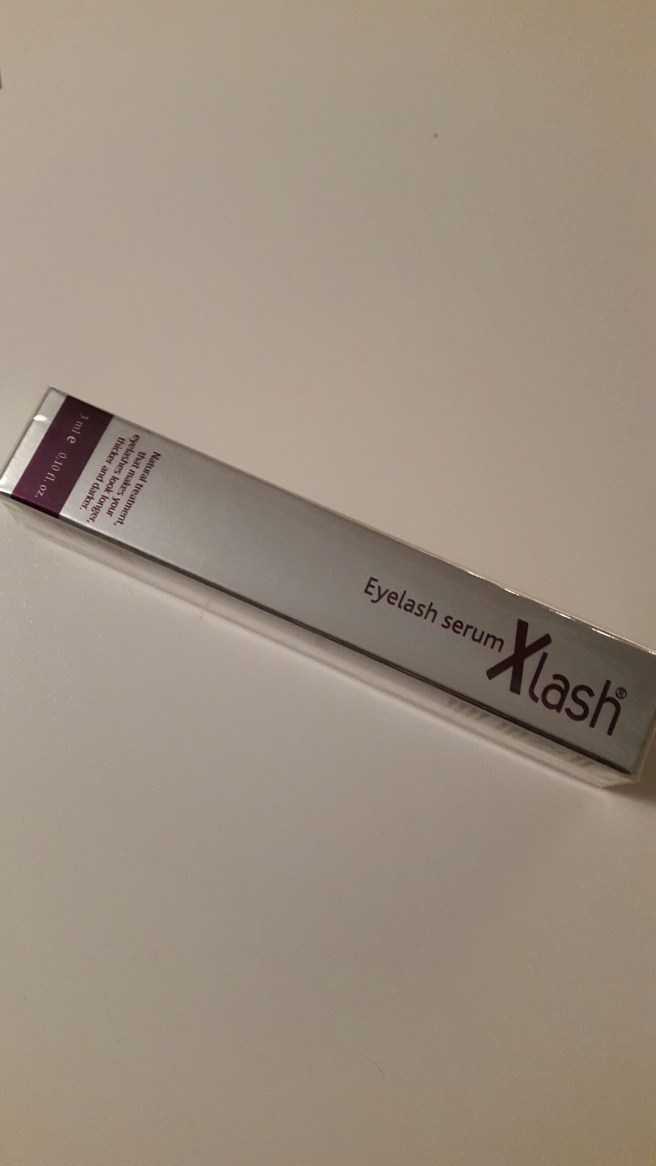 Eyelash serum
Xlash®
Natural treatment,
that makes your
eyelashes look longer,
thicker and darker.
3 ml e 0,10 fl. oz.